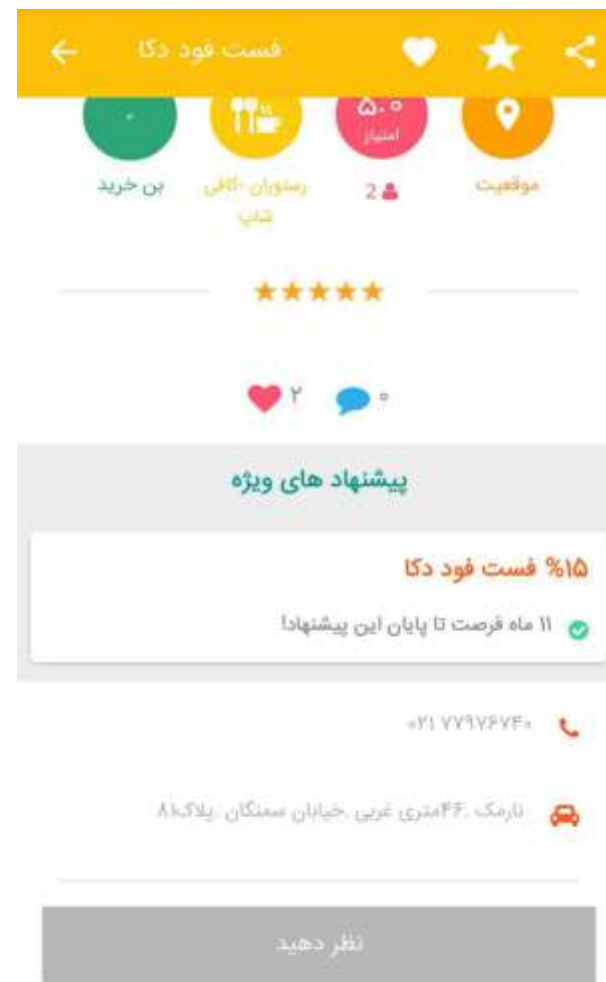 فست فود دکا
۵.۰
امتیاز
موقعیت
2
رستوران -کافی
شاپ
۰
بن خرید
۲
۰
پیشنهاد های ویژه
%۱۵ فست فود دکا
۱۱ ماه فرصت تا پایان این پیشنهاد!
۰۲۱ ۷۷۹۷۶۷۴۰
نارمک .۴۶متری غربی .خیابان سمنگان .پلاک۸۱
نظر دهید